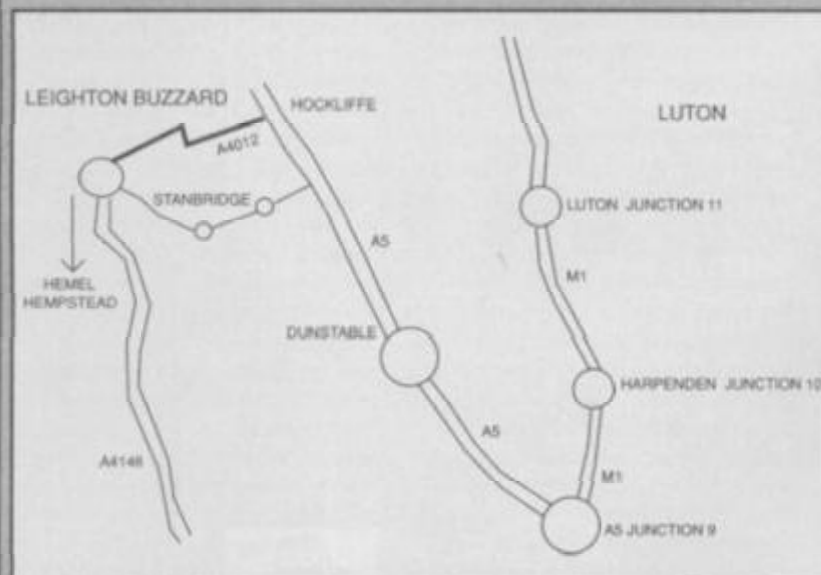 LEIGHTON BUZZARD
HOCKLIFFE
LUTON
A4012
STANBRIDGE
LUTON JUNCTION 11
A5
M1
HEMEL
HEMPSTEAD
DUNSTABLE
HARPENDEN JUNCTION 10
A5
A4146
M1
A5 JUNCTION 9